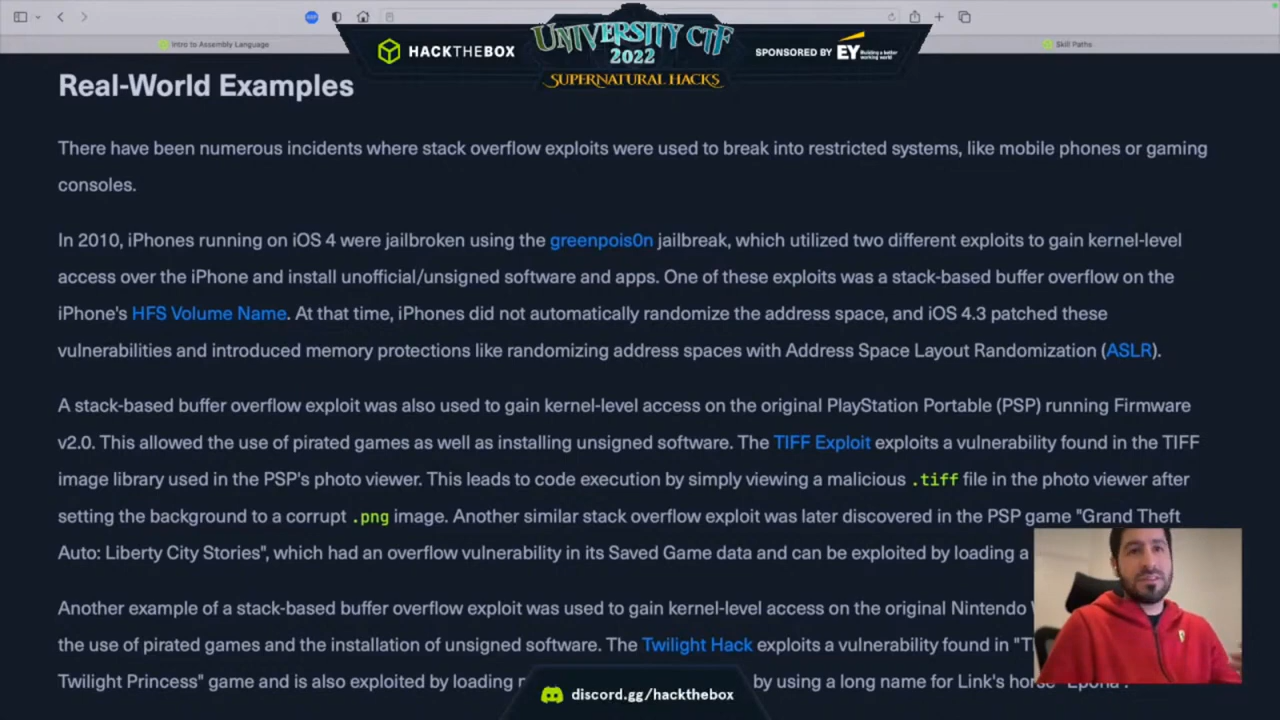 Intro to Assembly Language
HACKTHEBOX
UNIVERSITY CTF
2022
SUPERNATURAL HACKS
SPONSORED BY EY Building a better
working world
Skill Paths
Real-World Examples
There have been numerous incidents where stack overflow exploits were used to break into restricted systems, like mobile phones or gaming
consoles.
In 2010, iPhones running on iOS 4 were jailbroken using the greenpois0n jailbreak, which utilized two different exploits to gain kernel-level
access over the iPhone and install unofficial/unsigned software and apps. One of these exploits was a stack-based buffer overflow on the
iPhone's HFS Volume Name. At that time, iPhones did not automatically randomize the address space, and iOS 4.3 patched these
vulnerabilities and introduced memory protections like randomizing address spaces with Address Space Layout Randomization (ASLR).
A stack-based buffer overflow exploit was also used to gain kernel-level access on the original PlayStation Portable (PSP) running Firmware
v2.0. This allowed the use of pirated games as well as installing unsigned software. The TIFF Exploit exploits a vulnerability found in the TIFF
image library used in the PSP's photo viewer. This leads to code execution by simply viewing a malicious .tiff file in the photo viewer after
setting the background to a corrupt .png image. Another similar stack overflow exploit was later discovered in the PSP game "Grand Theft
Auto: Liberty City Stories", which had an overflow vulnerability in its Saved Game data and can be exploited by loading a
Another example of a stack-based buffer overflow exploit was used to gain kernel-level access on the original Nintendo
the use of pirated games and the installation of unsigned software. The Twilight Hack exploits a vulnerability found in
Twilight Princess" game and is also exploited by loading by using a long name for Link's horse "Epona".
discord.gg/hackthebox